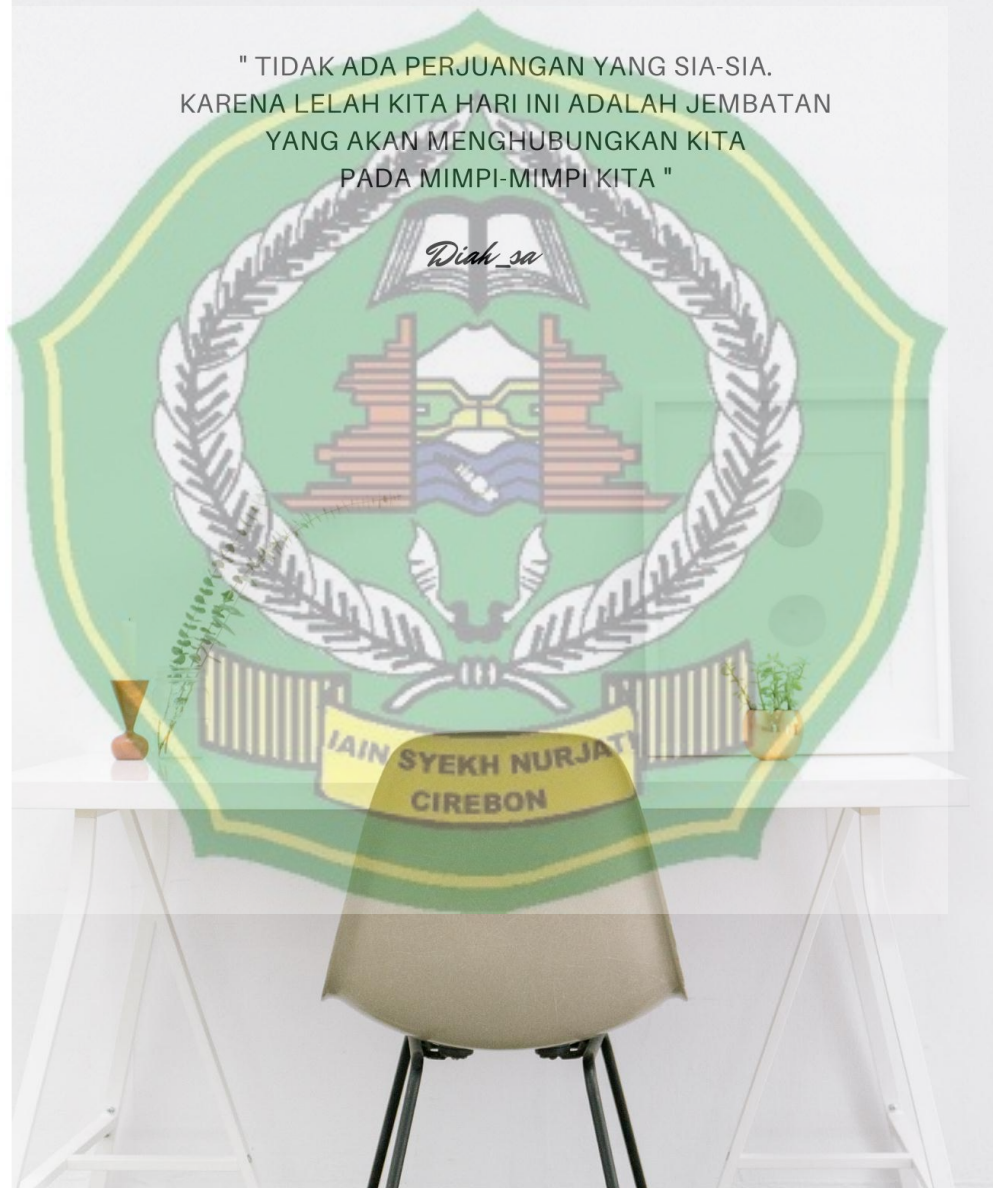 " TIDAK ADA PERJUANGAN YANG SIA-SIA.
KARENA LELAH KITA HARI INI ADALAH JEMBATAN
YANG AKAN MENGHUBUNGKAN KITA
PADA MIMPI-MIMPI KITA "
Diah_sa
IAIN SYEKH NURJATI
CIREBON